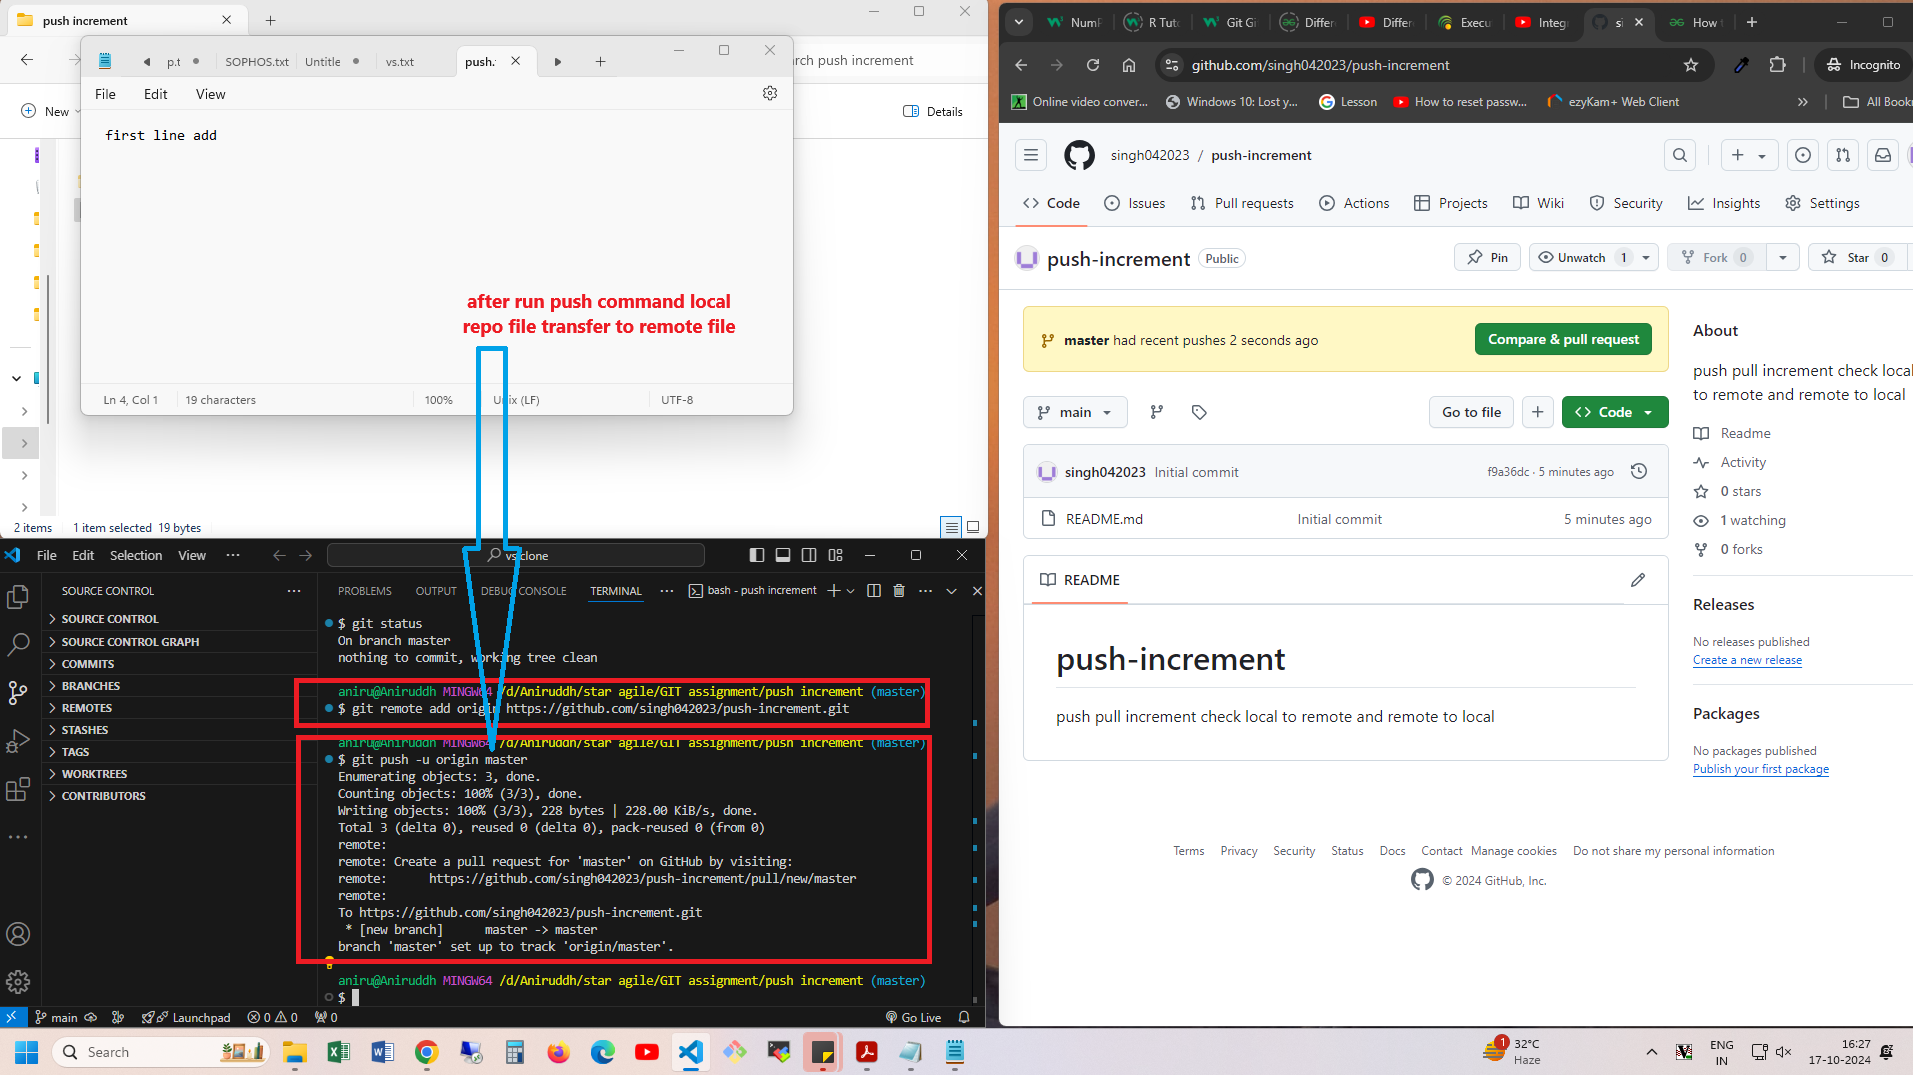 push increment
New
rch push increment
Details
p.t
SOPHOS.txt
Untitle
vs.txt
push.
File
Edit
View
first line add
after run push command local
repo file transfer to remote file
Ln 4, Col 1
19 characters
100%
Unix (LF)
UTF-8
2 items
1 item selected 19 bytes
File Edit Selection View ···
vs clone
SOURCE CONTROL
SOURCE CONTROL
SOURCE CONTROL GRAPH
COMMITS
BRANCHES
REMOTES
STASHES
TAGS
WORKTREES
CONTRIBUTORS
PROBLEMS OUTPUT DEBUG CONSOLE TERMINAL ··· bash - push increment
$ git status
On branch master
nothing to commit, working tree clean
aniru@Aniruddh MINGW64 /d/Aniruddh/star agile/GIT assignment/push increment (master)
$ git remote add origin https://github.com/singh042023/push-increment.git
aniru@Aniruddh MINGW64 /d/Aniruddh/star agile/GIT assignment/push increment (master)
$ git push -u origin master
Enumerating objects: 3, done.
Counting objects: 100% (3/3), done.
Writing objects: 100% (3/3), 228 bytes | 228.00 KiB/s, done.
Total 3 (delta 0), reused 0 (delta 0), pack-reused 0 (from 0)
remote:
remote: Create a pull request for 'master' on GitHub by visiting:
remote:      https://github.com/singh042023/push-increment/pull/new/master
remote:
To https://github.com/singh042023/push-increment.git
* [new branch]      master -> master
branch 'master' set up to track 'origin/master'.
aniru@Aniruddh MINGW64 /d/Aniruddh/star agile/GIT assignment/push increment (master)
$
main
Launchpad
0 0
0
Go Live
NumP
R Tuto
Git Gi
Differ
Differ
Execu
Integ
si
How t
github.com/singh042023/push-increment
Incognito
Online video conver...
Windows 10: Lost y...
Lesson
How to reset passw...
ezyKam+ Web Client
All Book
singh042023 / push-increment
Code
Issues
Pull requests
Actions
Projects
Wiki
Security
Insights
Settings
push-increment
Public
Pin
Unwatch 1
Fork 0
Star 0
master had recent pushes 2 seconds ago
Compare & pull request
main
Go to file
Code
singh042023 Initial commit
f9a36dc · 5 minutes ago
README.md
Initial commit
5 minutes ago
README
push-increment
push pull increment check local to remote and remote to local
About
push pull increment check local
to remote and remote to local
Readme
Activity
0 stars
1 watching
0 forks
Releases
No releases published
Create a new release
Packages
No packages published
Publish your first package
Terms Privacy Security Status Docs Contact Manage cookies Do not share my personal information
© 2024 GitHub, Inc.
Search
1
32°C
Haze
ENG
IN
16:27
17-10-2024